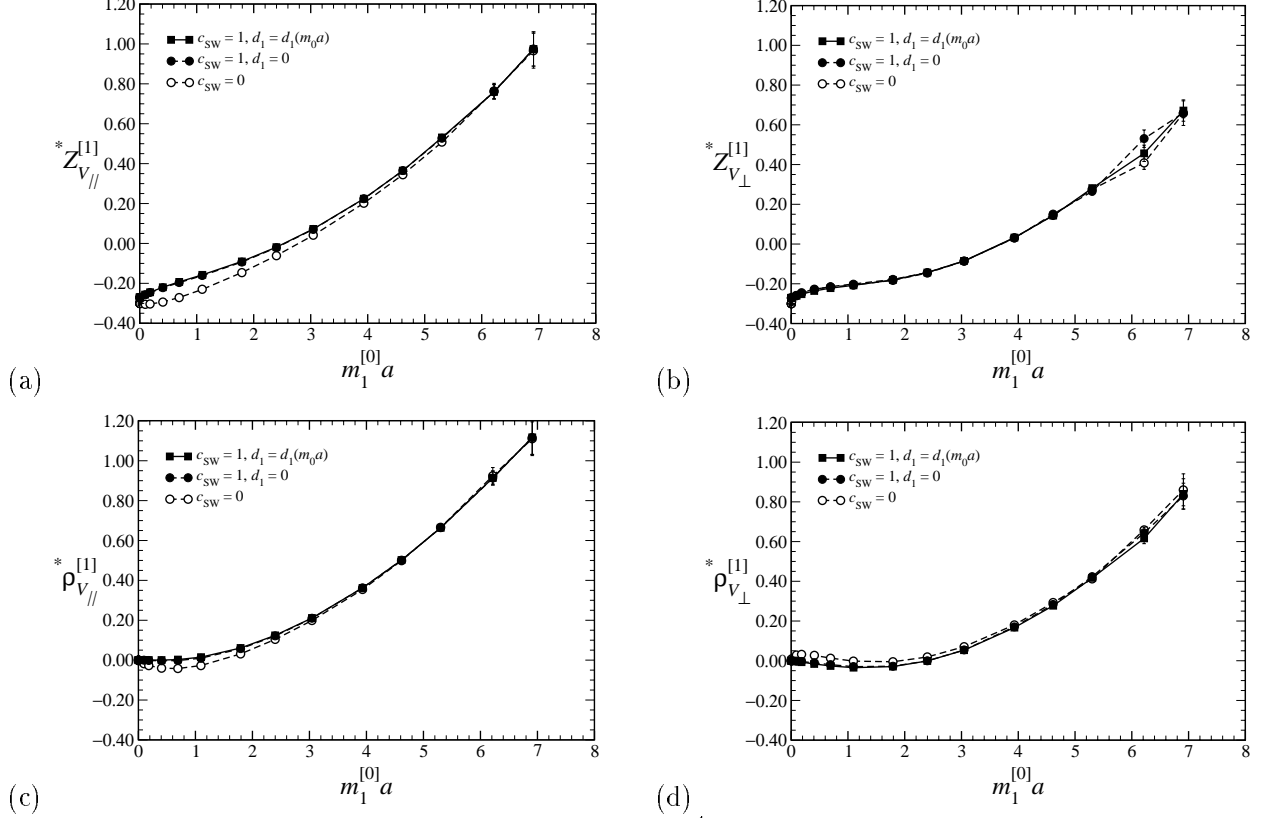 1.20
1.00
0.80
0.60
0.40
0.20
0.00
−0.20
−0.40
*Z[1]V//
c_SW = 1, d_1 = d_1(m_0a)
c_SW = 1, d_1 = 0
c_SW = 0
0 1 2 3 4 5 6 7 8
m_1^[0] a
(a)
1.20
1.00
0.80
0.60
0.40
0.20
0.00
−0.20
−0.40
*Z[1]V⊥
c_SW = 1, d_1 = d_1(m_0a)
c_SW = 1, d_1 = 0
c_SW = 0
0 1 2 3 4 5 6 7 8
m_1^[0] a
(b)
1.20
1.00
0.80
0.60
0.40
0.20
0.00
−0.20
−0.40
*ρ[1]V//
c_SW = 1, d_1 = d_1(m_0a)
c_SW = 1, d_1 = 0
c_SW = 0
0 1 2 3 4 5 6 7 8
m_1^[0] a
(c)
1.20
1.00
0.80
0.60
0.40
0.20
0.00
−0.20
−0.40
*ρ[1]V⊥
c_SW = 1, d_1 = d_1(m_0a)
c_SW = 1, d_1 = 0
c_SW = 0
0 1 2 3 4 5 6 7 8
m_1^[0] a
(d)